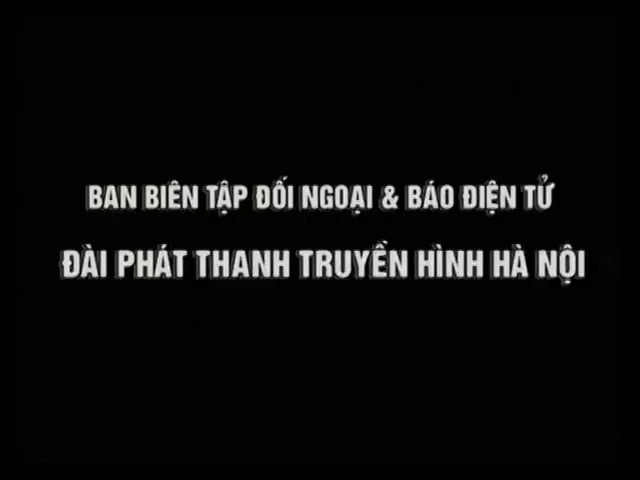 BAN BIÊN TẬP ĐỐI NGOẠI & BÁO ĐIỆN TỬ
ĐÀI PHÁT THANH TRUYỀN HÌNH HÀ NỘI